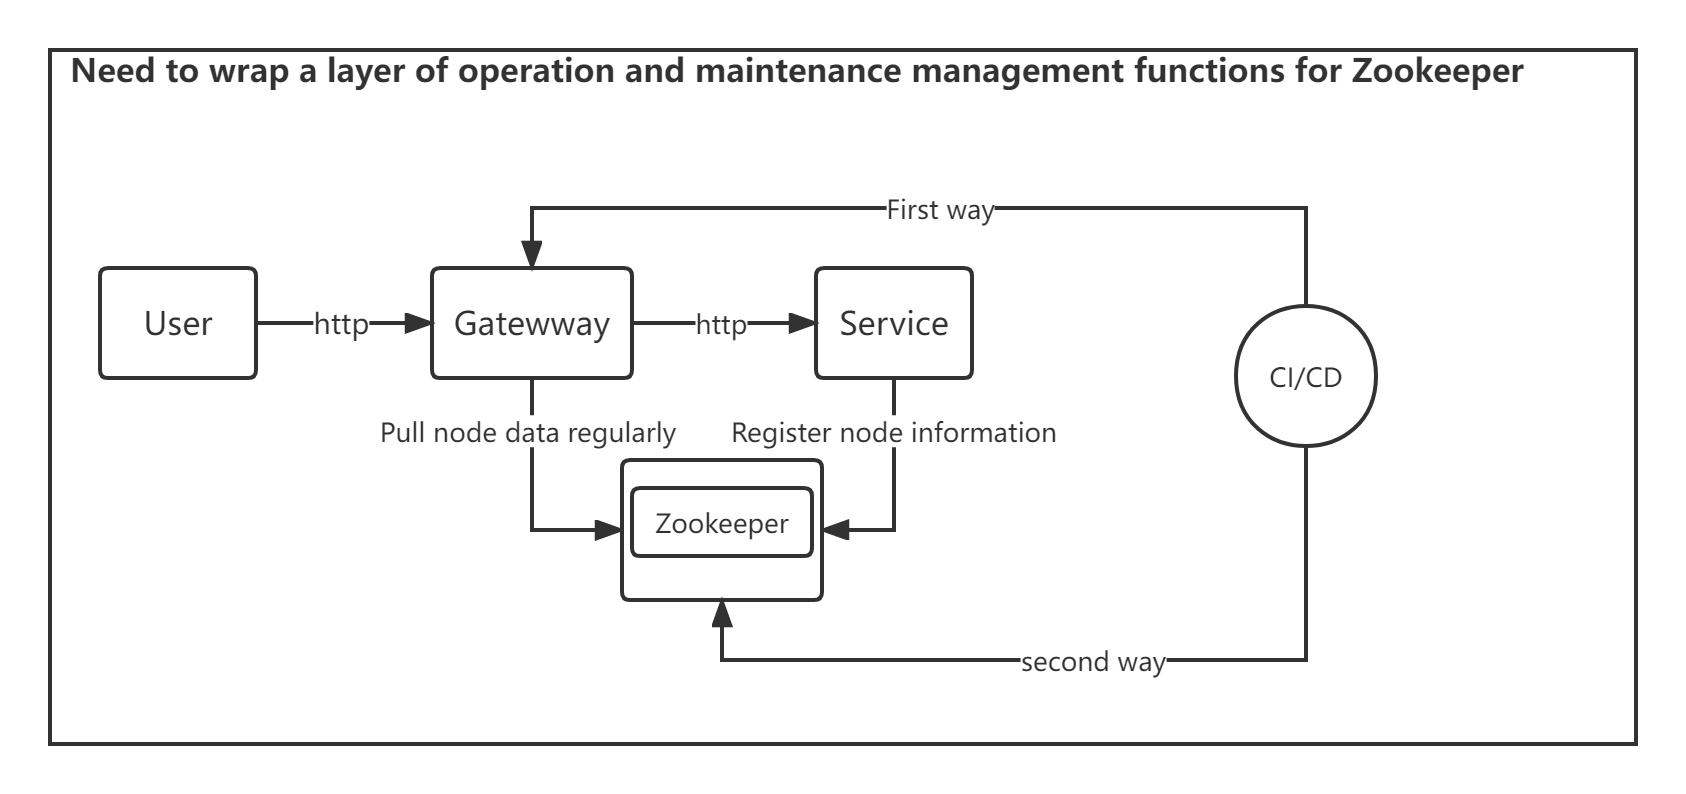 Need to wrap a layer of operation and maintenance management functions for Zookeeper
First way
User
http
Gatewway
http
Service
CI/CD
Pull node data regularly
Register node information
Zookeeper
second way